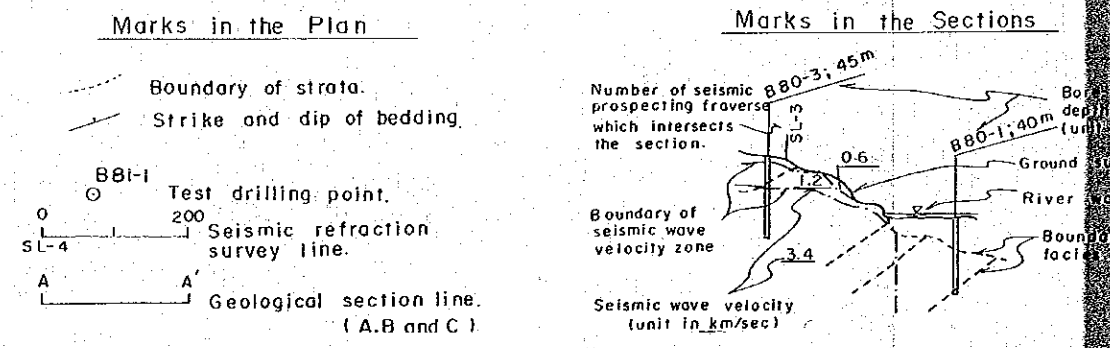 Marks in the Plan
Boundary of strata.
Strike and dip of bedding.
B81-1
Test drilling point.
0 200
SL-4
Seismic refraction
survey line.
A A'
Geological section line.
(A.B and C)
Marks in the Sections
Number of seismic
prospecting fraverse
which intersects
the section.
B80-3; 45m
SL-3
0.6
1.2
3.4
B80-1; 40m
Ground
River
Boundary of
seismic wave
velocity zone
Seismic wave velocity
(unit in km/sec)